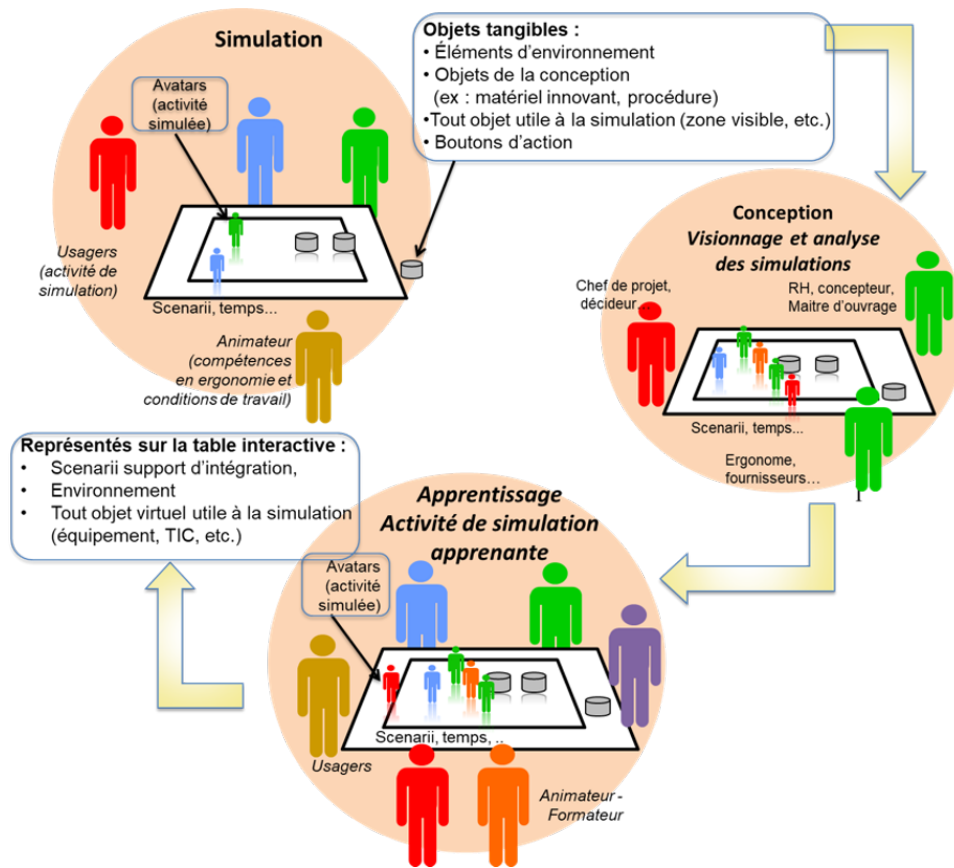 Simulation
Avatars
(activité
simulée)
Usagers
(activité de
simulation)
Scenarii, temps...
Animateur
(compétences
en ergonomie et
conditions de travail)
Objets tangibles :
• Éléments d'environnement
• Objets de la conception
(ex : matériel innovant, procédure)
•Tout objet utile à la simulation (zone visible, etc.)
• Boutons d'action
Conception
Visionnage et analyse
des simulations
Chef de projet,
décideur...
RH, concepteur,
Maitre d'ouvrage
Scenarii, temps...
Ergonome,
fournisseurs…
Représentés sur la table interactive :
• Scenarii support d'intégration,
• Environnement
• Tout objet virtuel utile à la simulation
(équipement, TIC, etc.)
Apprentissage
Activité de simulation
apprenante
Avatars
(activité
simulée)
Scenarii, temps, ..
Usagers
Animateur -
Formateur